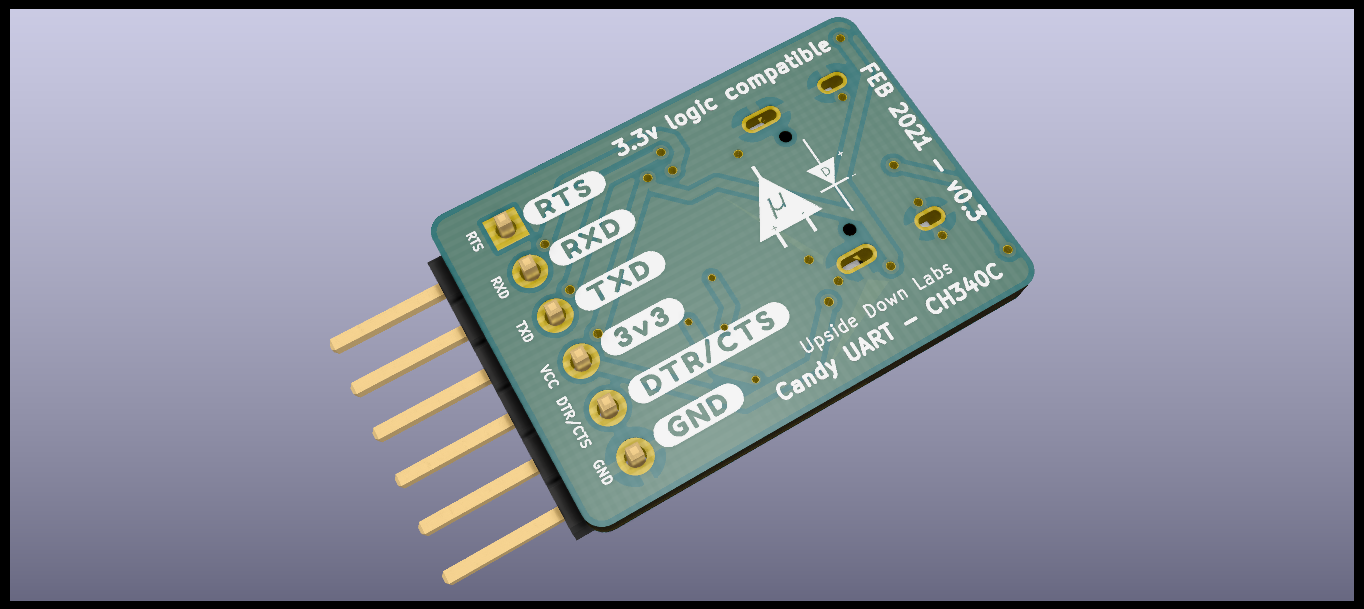 3.3v logic compatible
FEB 2021 - v0.3
RTS
RTS
RXD
RXD
TXD
TXD
VCC
3v3
DTR/CTS
DTR/CTS
GND
GND
μ
D
+
-
+
-
Upside Down Labs
Candy UART - CH340C